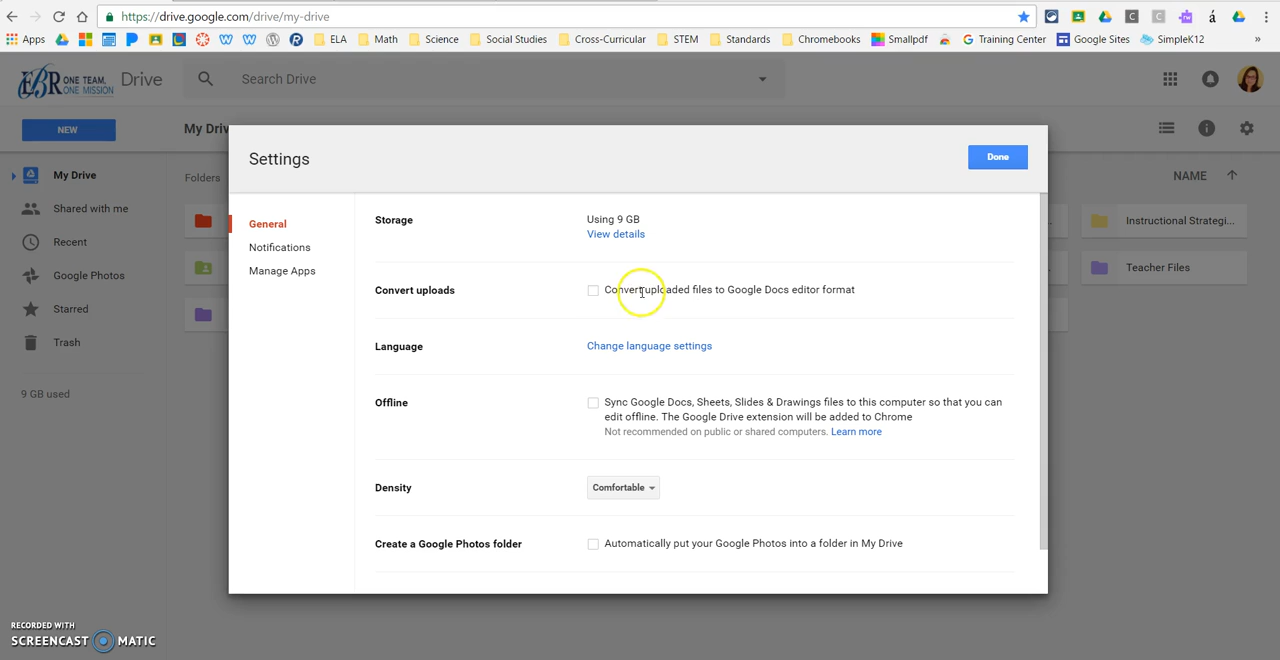 https://drive.google.com/drive/my-drive
Apps ELA Math Science Social Studies Cross-Curricular STEM Standards Chromebooks Smallpdf Training Center Google Sites SimpleK12 »
EBR ONE TEAM. ONE MISSION Drive Search Drive
NEW My Driv
My Drive Folders NAME
Shared with me
Instructional Strategi...
Recent
Teacher Files
Google Photos
Starred
Trash
9 GB used
Settings Done
General
Notifications
Manage Apps
Storage Using 9 GB
View details
Convert uploads Convert uploaded files to Google Docs editor format
Language Change language settings
Offline Sync Google Docs, Sheets, Slides & Drawings files to this computer so that you can
edit offline. The Google Drive extension will be added to Chrome
Not recommended on public or shared computers. Learn more
Density Comfortable
Create a Google Photos folder Automatically put your Google Photos into a folder in My Drive
RECORDED WITH
SCREENCAST MATIC